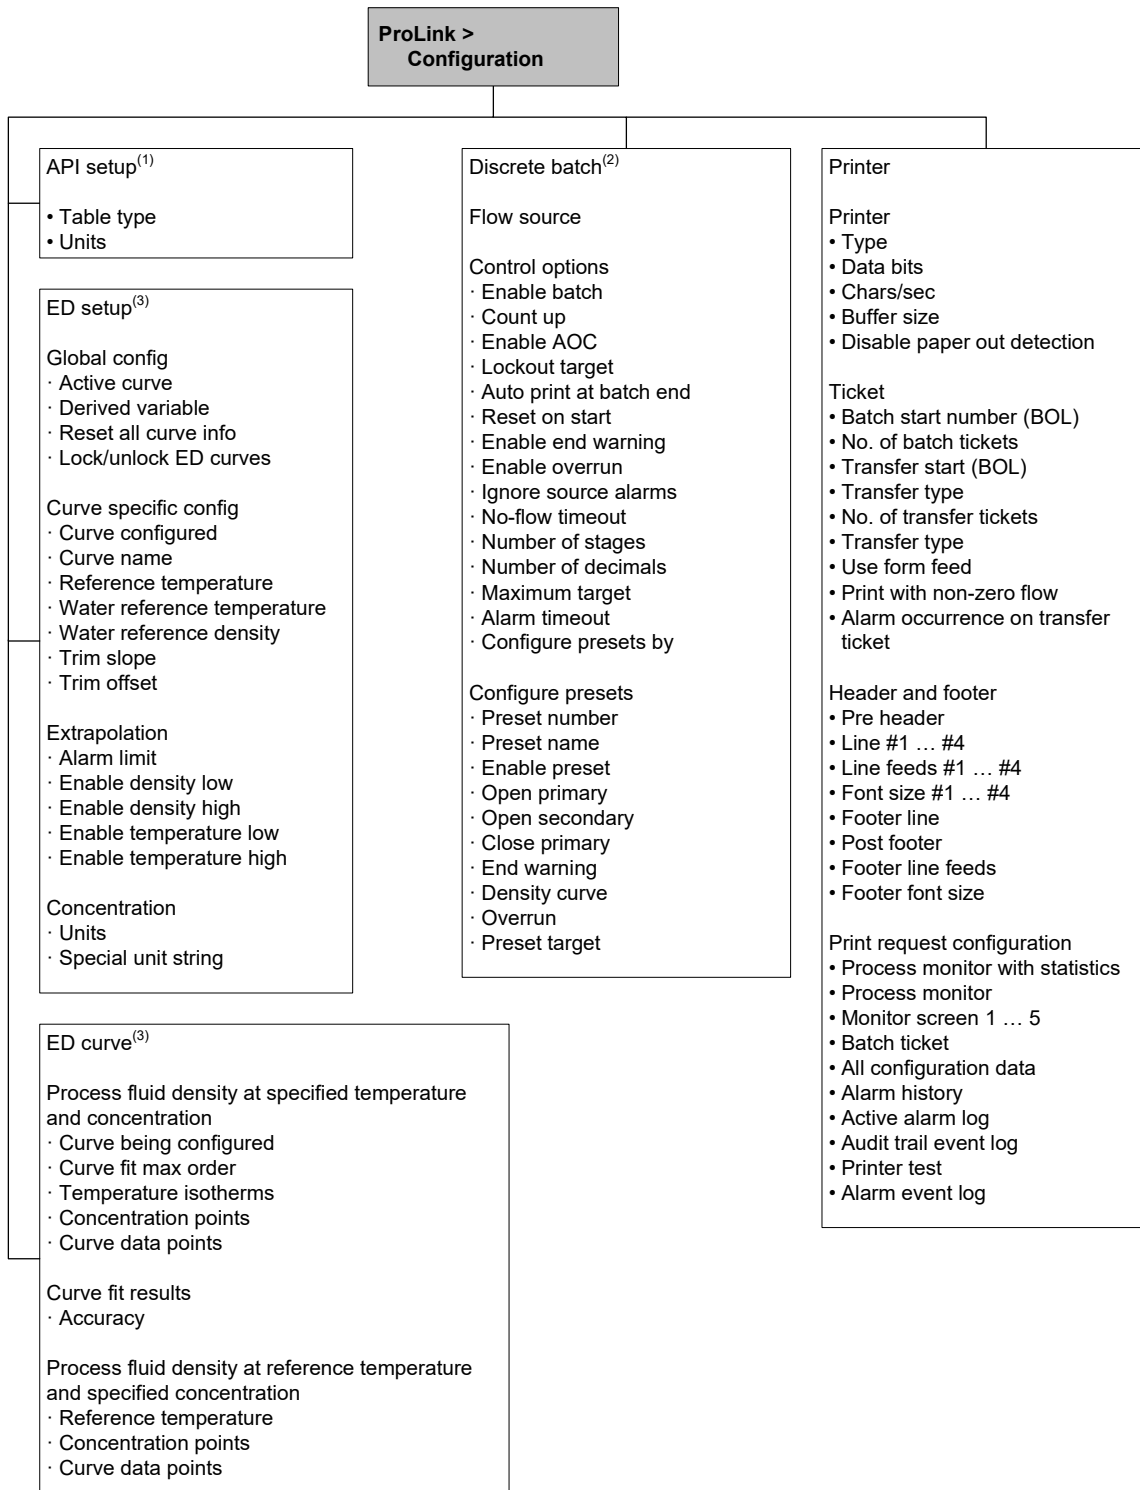 ProLink >
Configuration
API setup(1)
• Table type
• Units
ED setup(3)
Global config
· Active curve
· Derived variable
· Reset all curve info
· Lock/unlock ED curves
Curve specific config
· Curve configured
· Curve name
· Reference temperature
· Water reference temperature
· Water reference density
· Trim slope
· Trim offset
Extrapolation
· Alarm limit
· Enable density low
· Enable density high
· Enable temperature low
· Enable temperature high
Concentration
· Units
· Special unit string
ED curve(3)
Process fluid density at specified temperature
and concentration
· Curve being configured
· Curve fit max order
· Temperature isotherms
· Concentration points
· Curve data points
Curve fit results
· Accuracy
Process fluid density at reference temperature
and specified concentration
· Reference temperature
· Concentration points
· Curve data points
Discrete batch(2)
Flow source
Control options
· Enable batch
· Count up
· Enable AOC
· Lockout target
· Auto print at batch end
· Reset on start
· Enable end warning
· Enable overrun
· Ignore source alarms
· No-flow timeout
· Number of stages
· Number of decimals
· Maximum target
· Alarm timeout
· Configure presets by
Configure presets
· Preset number
· Preset name
· Enable preset
· Open primary
· Open secondary
· Close primary
· End warning
· Density curve
· Overrun
· Preset target
Printer
Printer
• Type
• Data bits
• Chars/sec
• Buffer size
• Disable paper out detection
Ticket
• Batch start number (BOL)
• No. of batch tickets
• Transfer start (BOL)
• Transfer type
• No. of transfer tickets
• Transfer type
• Use form feed
• Print with non-zero flow
• Alarm occurrence on transfer
ticket
Header and footer
• Pre header
• Line #1 … #4
• Line feeds #1 … #4
• Font size #1 … #4
• Footer line
• Post footer
• Footer line feeds
• Footer font size
Print request configuration
• Process monitor with statistics
• Process monitor
• Monitor screen 1 … 5
• Batch ticket
• All configuration data
• Alarm history
• Active alarm log
• Audit trail event log
• Printer test
• Alarm event log